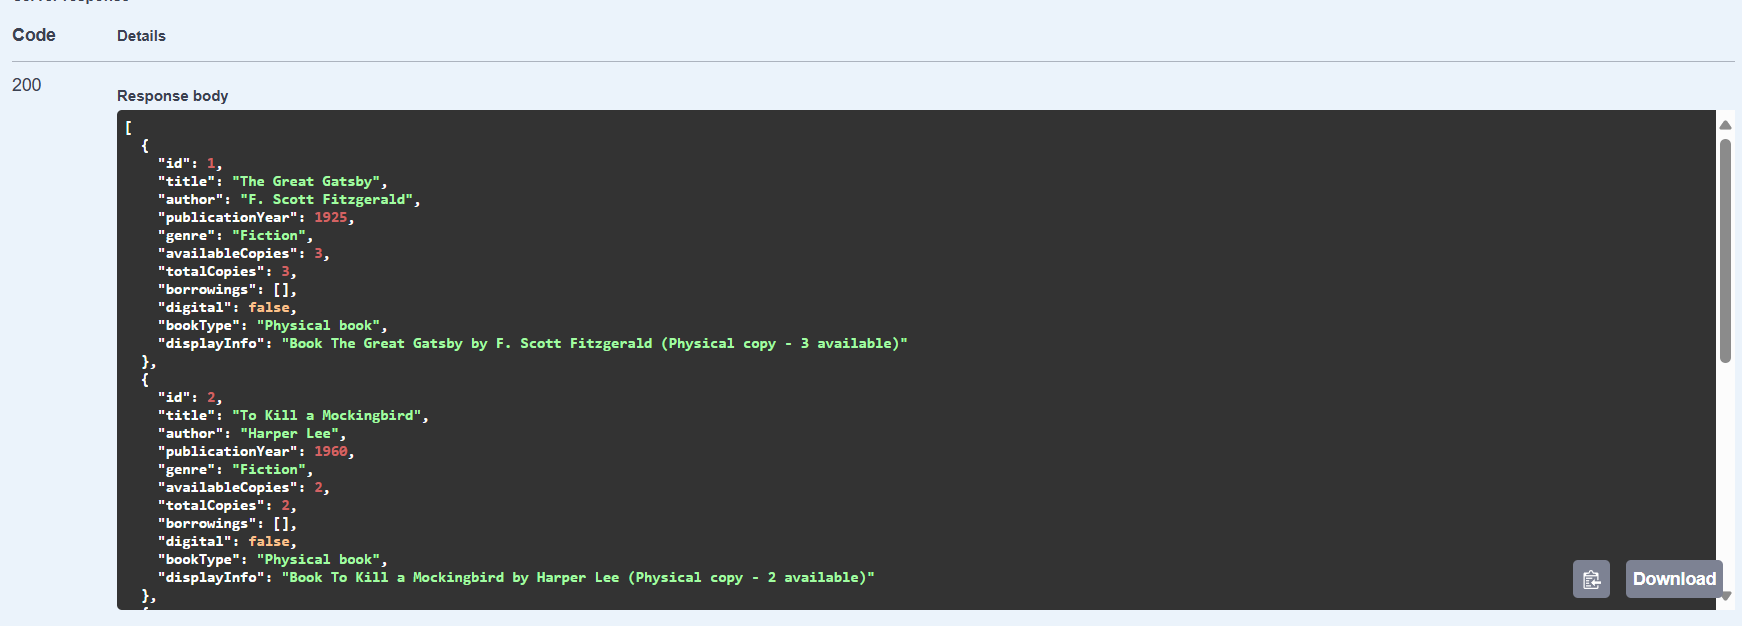 Server response
Code Details
200
Response body
[
  {
    "id": 1,
    "title": "The Great Gatsby",
    "author": "F. Scott Fitzgerald",
    "publicationYear": 1925,
    "genre": "Fiction",
    "availableCopies": 3,
    "totalCopies": 3,
    "borrowings": [],
    "digital": false,
    "bookType": "Physical book",
    "displayInfo": "Book The Great Gatsby by F. Scott Fitzgerald (Physical copy - 3 available)"
  },
  {
    "id": 2,
    "title": "To Kill a Mockingbird",
    "author": "Harper Lee",
    "publicationYear": 1960,
    "genre": "Fiction",
    "availableCopies": 2,
    "totalCopies": 2,
    "borrowings": [],
    "digital": false,
    "bookType": "Physical book",
    "displayInfo": "Book To Kill a Mockingbird by Harper Lee (Physical copy - 2 available)"
  },
Download